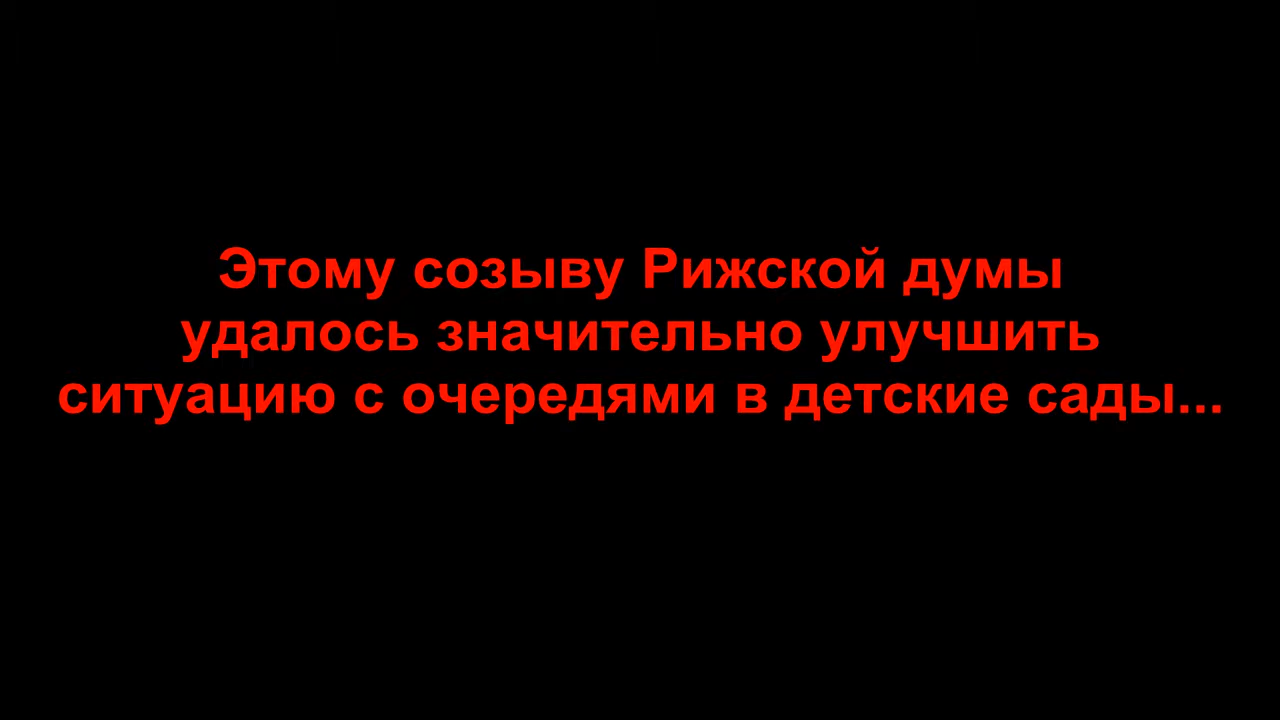 Этому созыву Рижской думы
удалось значительно улучшить
ситуацию с очередями в детские сады...